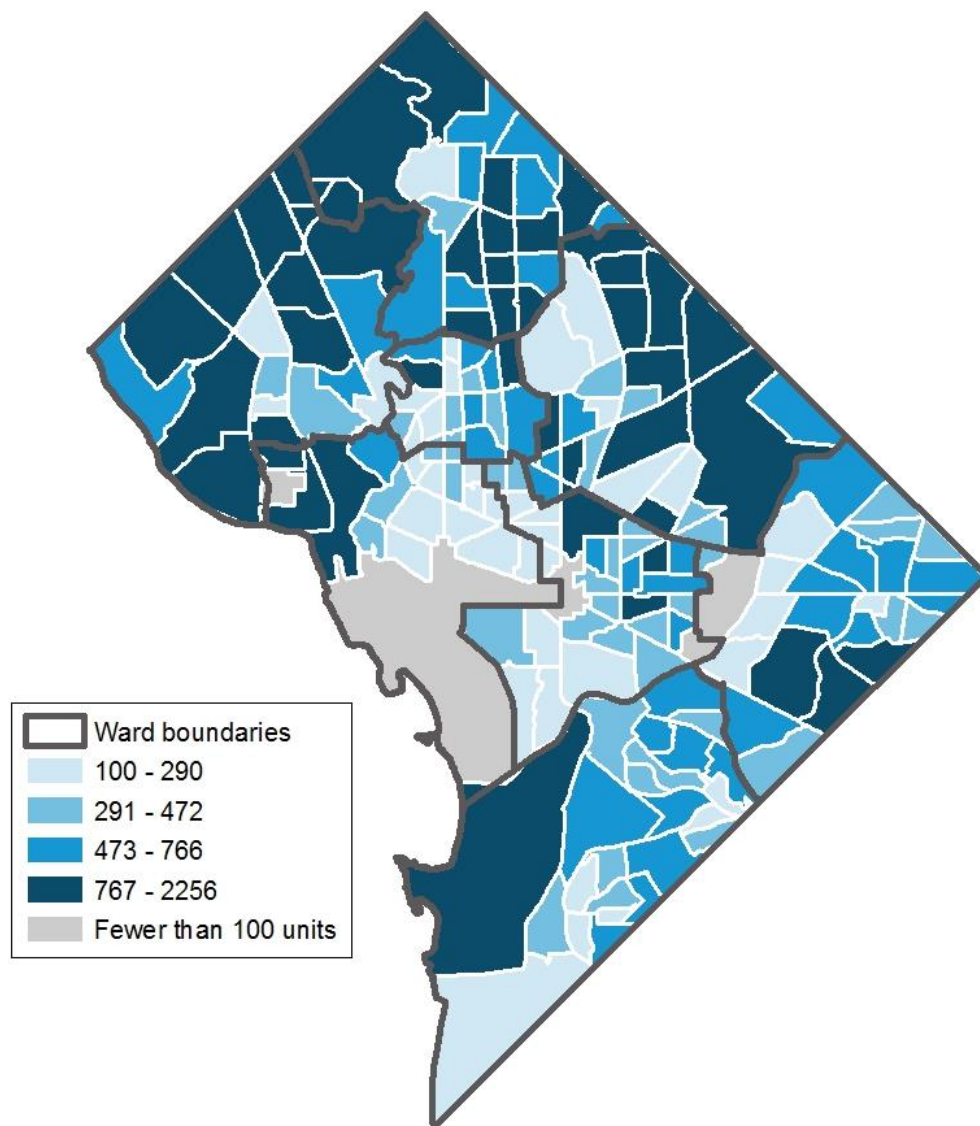 Ward boundaries
100 - 290
291 - 472
473 - 766
767 - 2256
Fewer than 100 units